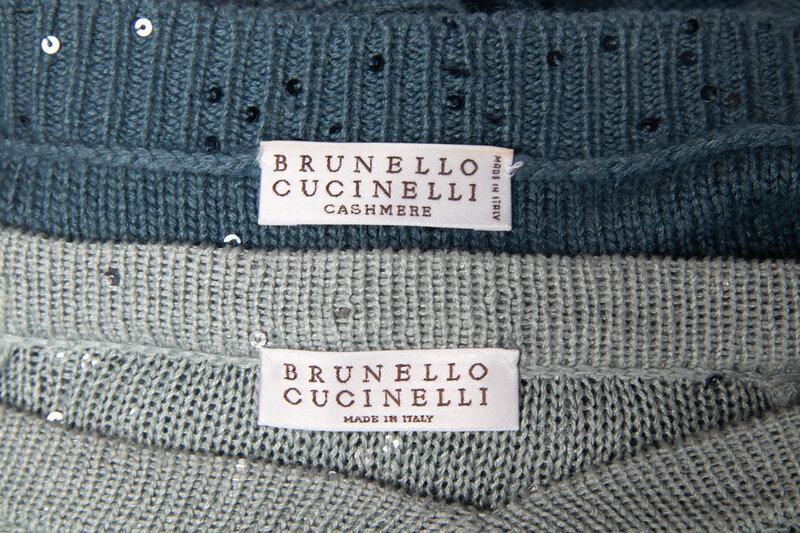 BRUNELLO
CUCINELLI
CASHMERE
MADE IN ITALY
BRUNELLO
CUCINELLI
MADE IN ITALY